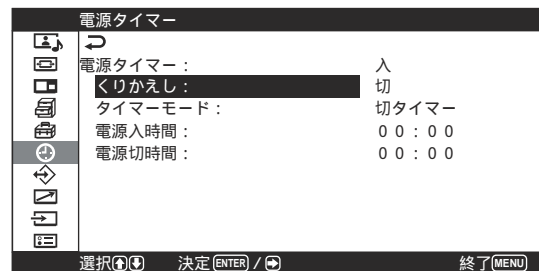 電源タイマー
電源タイマー： 入
くりかえし： 切
タイマーモード： 切タイマー
電源入時間： ００：００
電源切時間： ００：００
選択 決定 ENTER / 終了 MENU